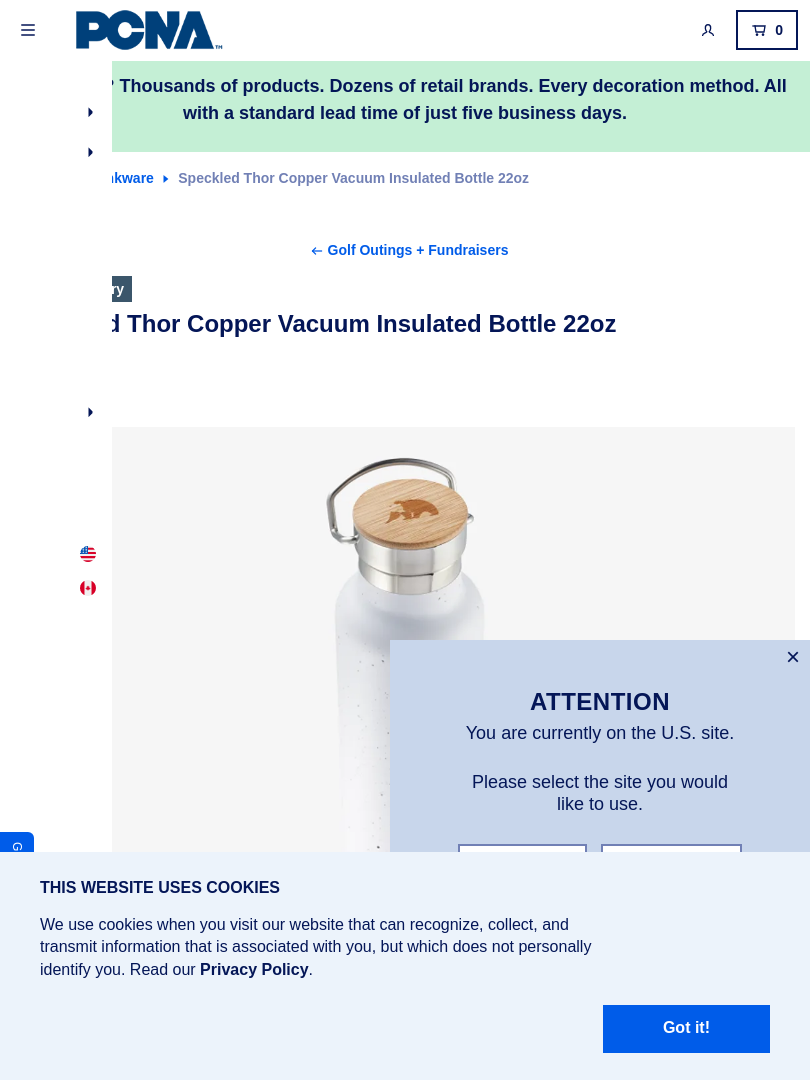 PCNA™
0
? Thousands of products. Dozens of retail brands. Every decoration method. All
with a standard lead time of just five business days.
Speckled Thor Copper Vacuum Insulated Bottle 22oz
← Golf Outings + Fundraisers
Thor Copper Vacuum Insulated Bottle 22oz
ATTENTION
You are currently on the U.S. site.
Please select the site you would
like to use.
G
THIS WEBSITE USES COOKIES
We use cookies when you visit our website that can recognize, collect, and
transmit information that is associated with you, but which does not personally
identify you. Read our Privacy Policy.
Got it!